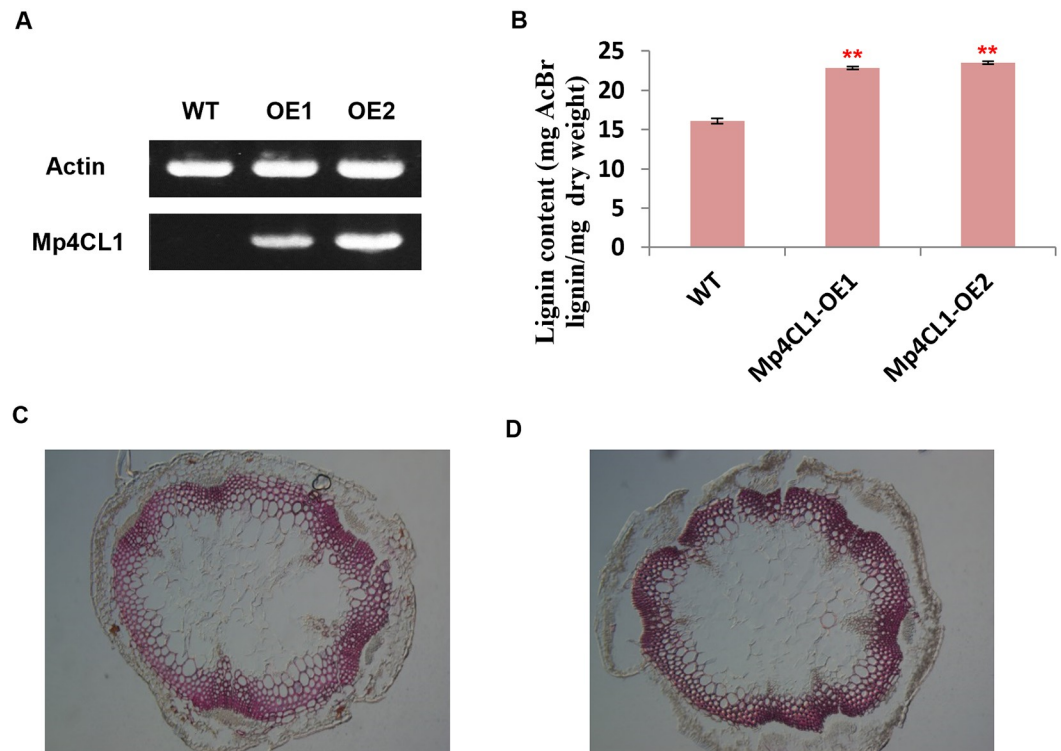 A
WT OE1 OE2
Actin
Mp4CL1
B
Lignin content (mg AcBr
lignin/mg dry weight)
25
20
15
10
5
0
**
**
WT
Mp4CL1-OE1
Mp4CL1-OE2
C
D